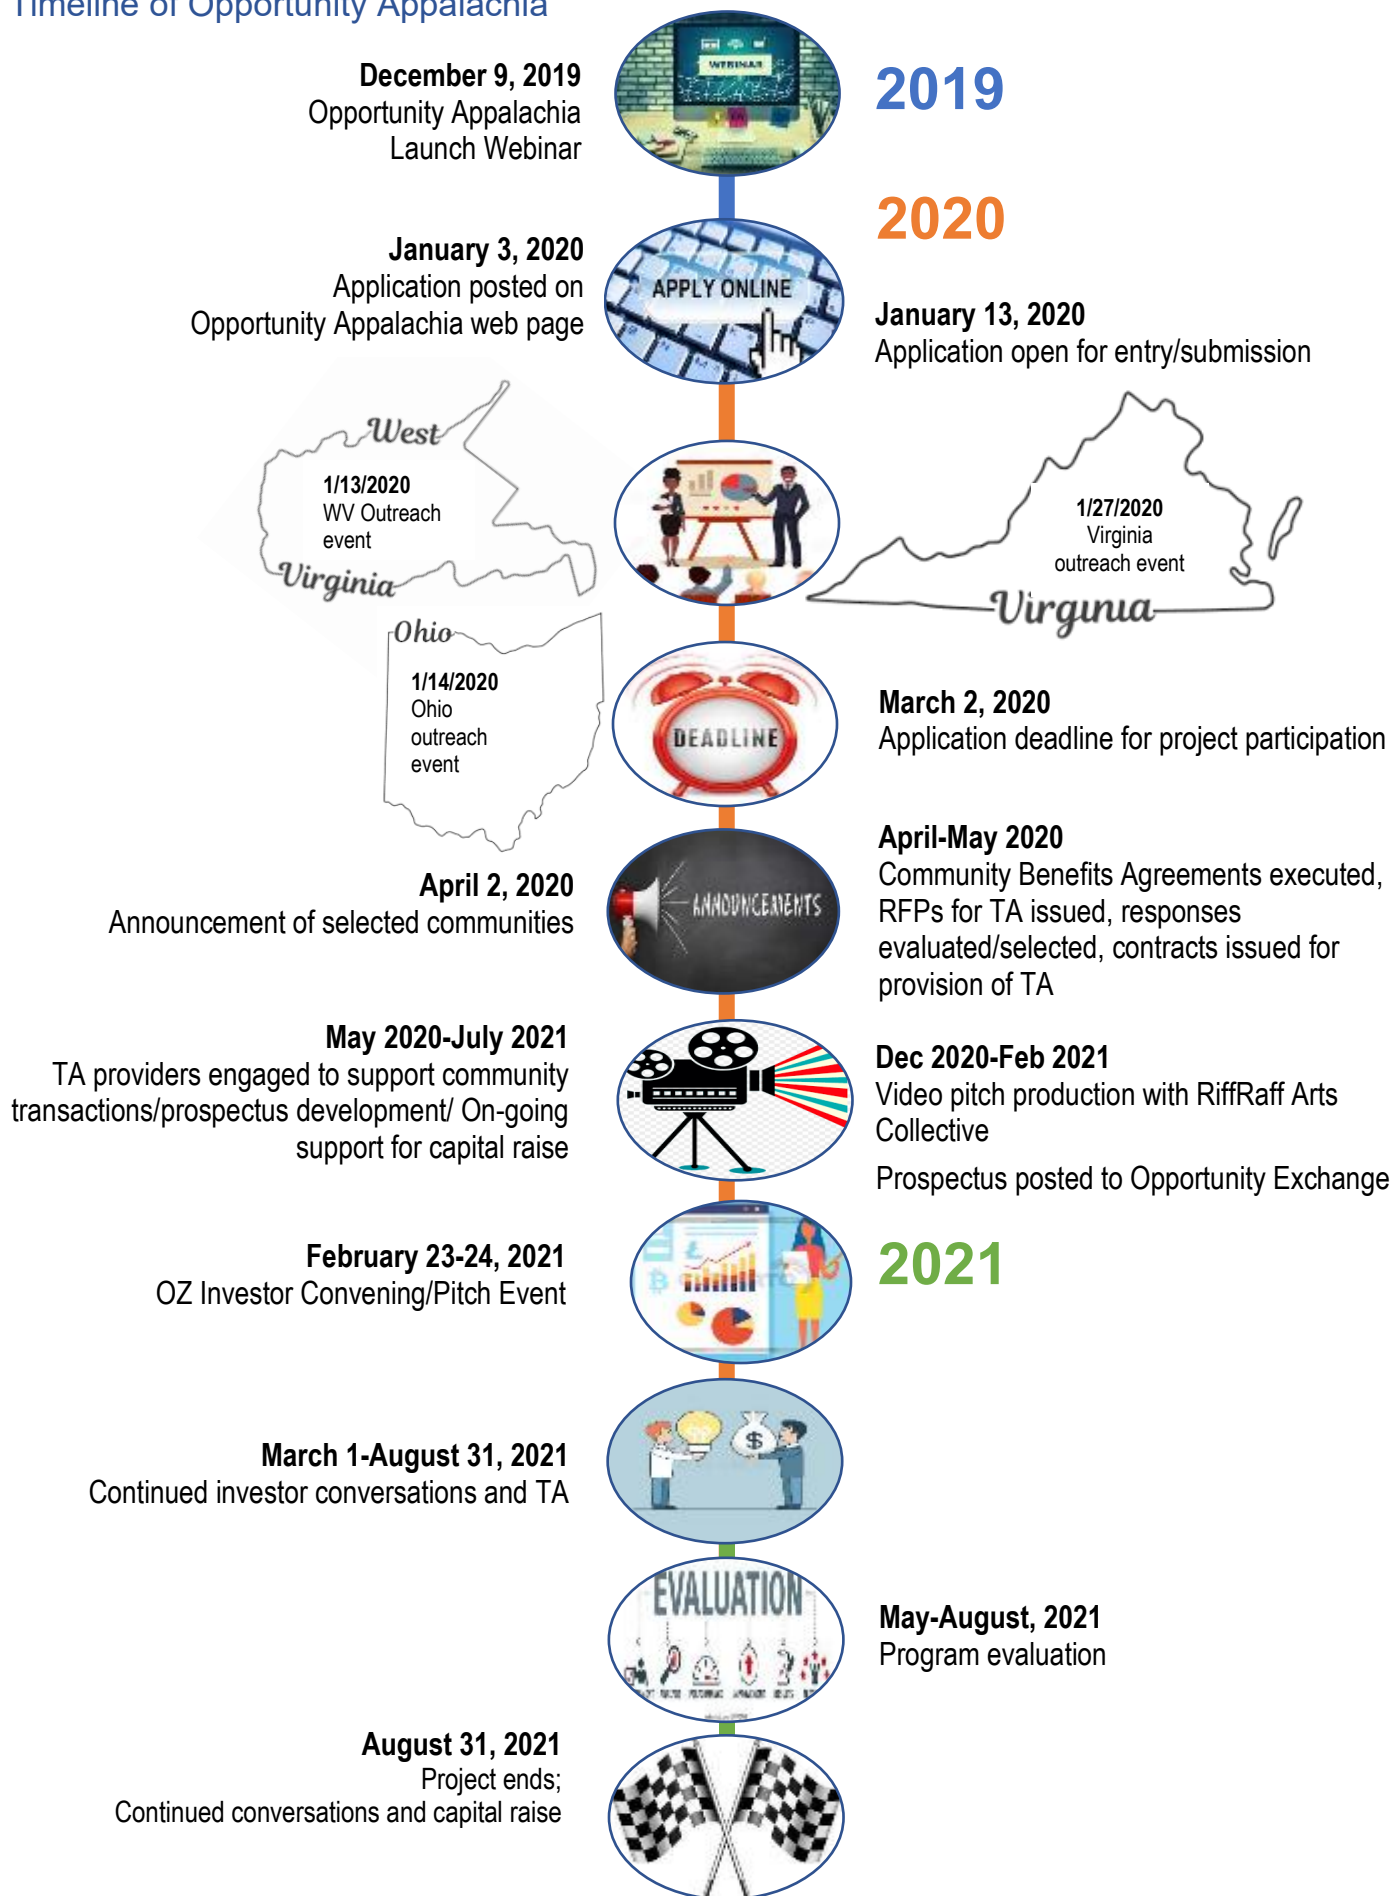 Timeline of Opportunity Appalachia
December 9, 2019
Opportunity Appalachia
Launch Webinar
WEBINAR
2019
2020
January 3, 2020
Application posted on
Opportunity Appalachia web page
APPLY ONLINE
January 13, 2020
Application open for entry/submission
West
1/13/2020
WV Outreach
event
Virginia
1/27/2020
Virginia
outreach event
Virginia
Ohio
1/14/2020
Ohio
outreach
event
DEADLINE
March 2, 2020
Application deadline for project participation
April 2, 2020
Announcement of selected communities
ANNOUNCEMENTS
April-May 2020
Community Benefits Agreements executed,
RFPs for TA issued, responses
evaluated/selected, contracts issued for
provision of TA
May 2020-July 2021
TA providers engaged to support community
transactions/prospectus development/ On-going
support for capital raise
Dec 2020-Feb 2021
Video pitch production with RiffRaff Arts
Collective
Prospectus posted to Opportunity Exchange
February 23-24, 2021
OZ Investor Convening/Pitch Event
2021
March 1-August 31, 2021
Continued investor conversations and TA
$
EVALUATION
May-August, 2021
Program evaluation
August 31, 2021
Project ends;
Continued conversations and capital raise